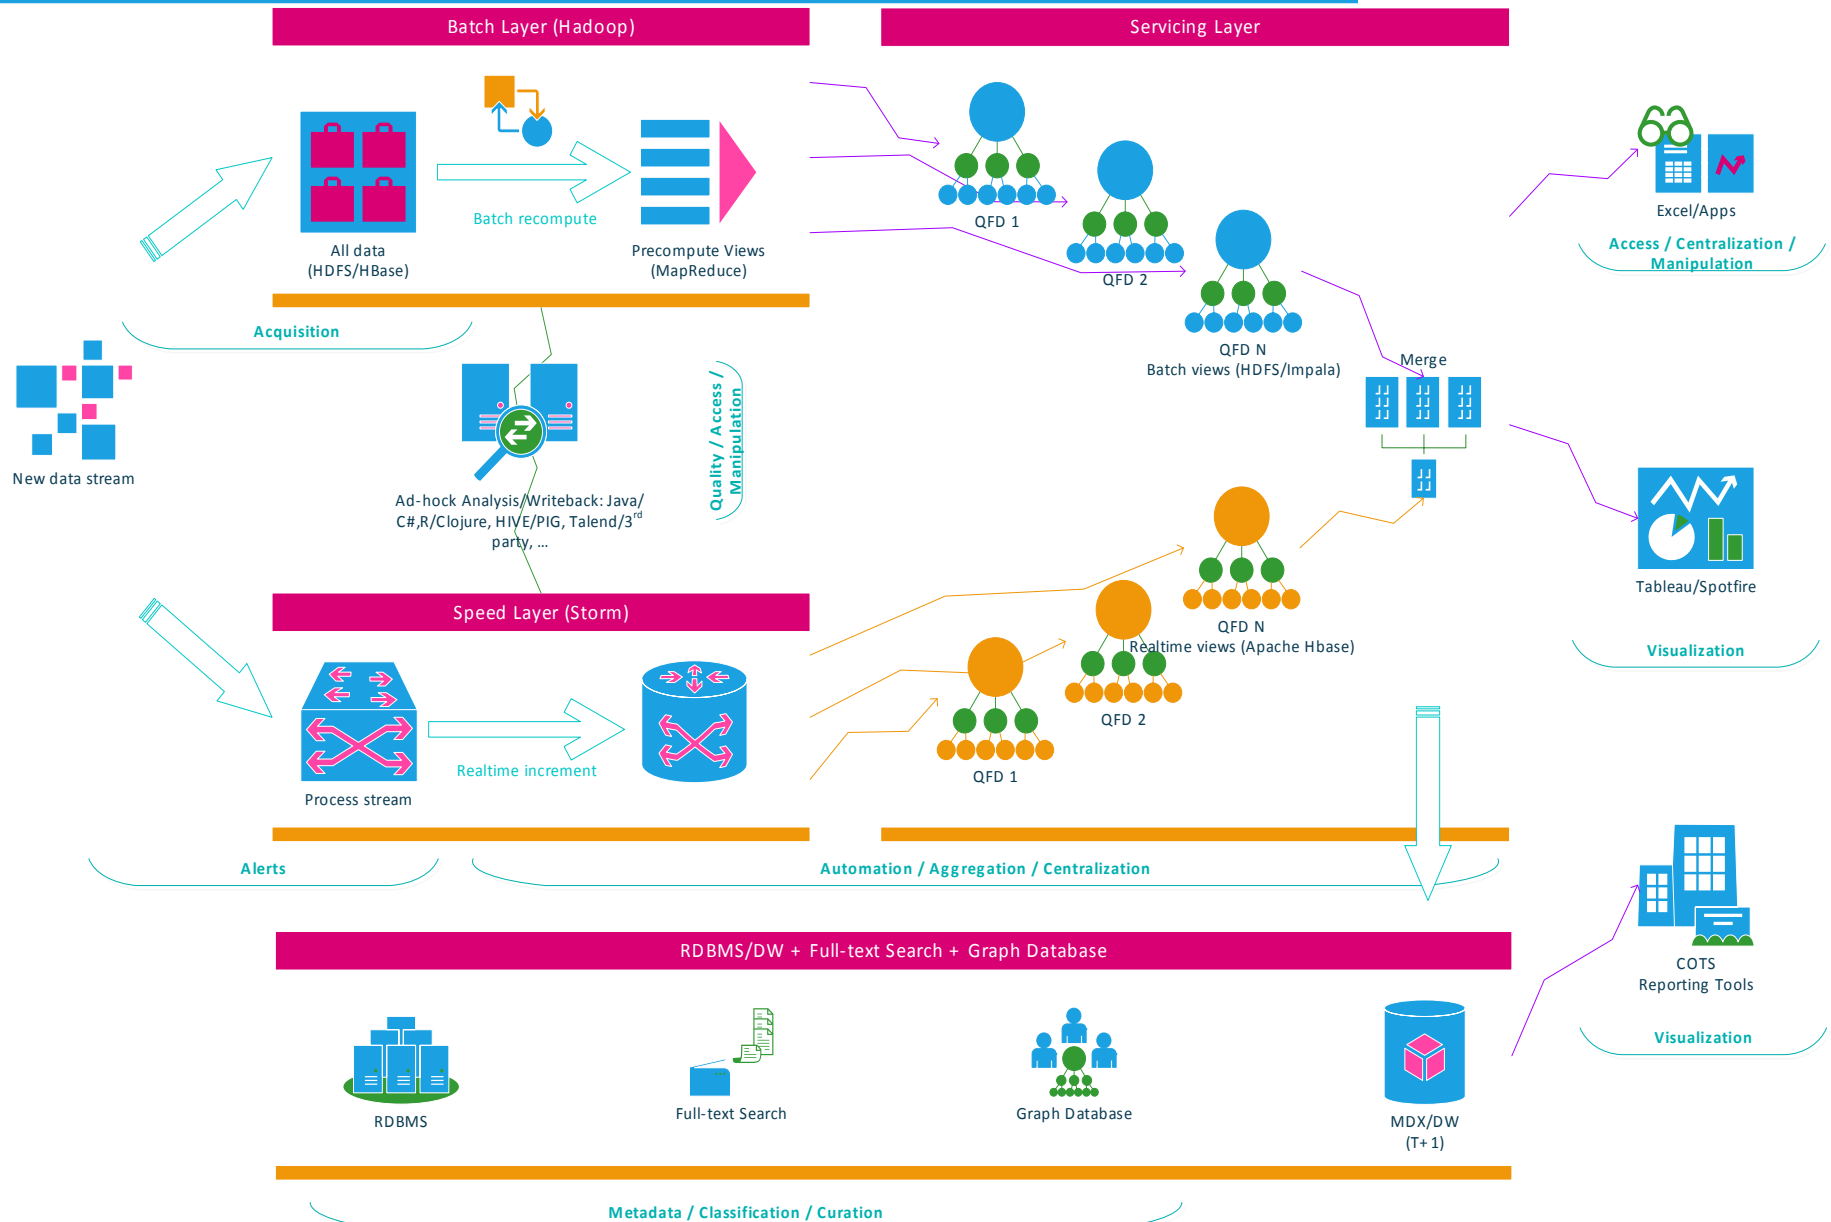 Batch Layer (Hadoop)
Servicing Layer
All data
(HDFS/HBase)
Batch recompute
Precompute Views
(MapReduce)
QFD 1
QFD 2
QFD N
Batch views (HDFS/Impala)
Merge
Excel/Apps
Access / Centralization /
Manipulation
Acquisition
New data stream
Quality / Access /
Manipulation
Ad-hock Analysis/Writeback: Java/
C#,R/Clojure, HIVE/PIG, Talend/3rd
party, ...
Tableau/Spotfire
Visualization
Speed Layer (Storm)
Process stream
Realtime increment
QFD N
Realtime views (Apache Hbase)
QFD 2
QFD 1
Alerts
Automation / Aggregation / Centralization
RDBMS/DW + Full-text Search + Graph Database
COTS
Reporting Tools
Visualization
RDBMS
Full-text Search
Graph Database
MDX/DW
(T+1)
Metadata / Classification / Curation